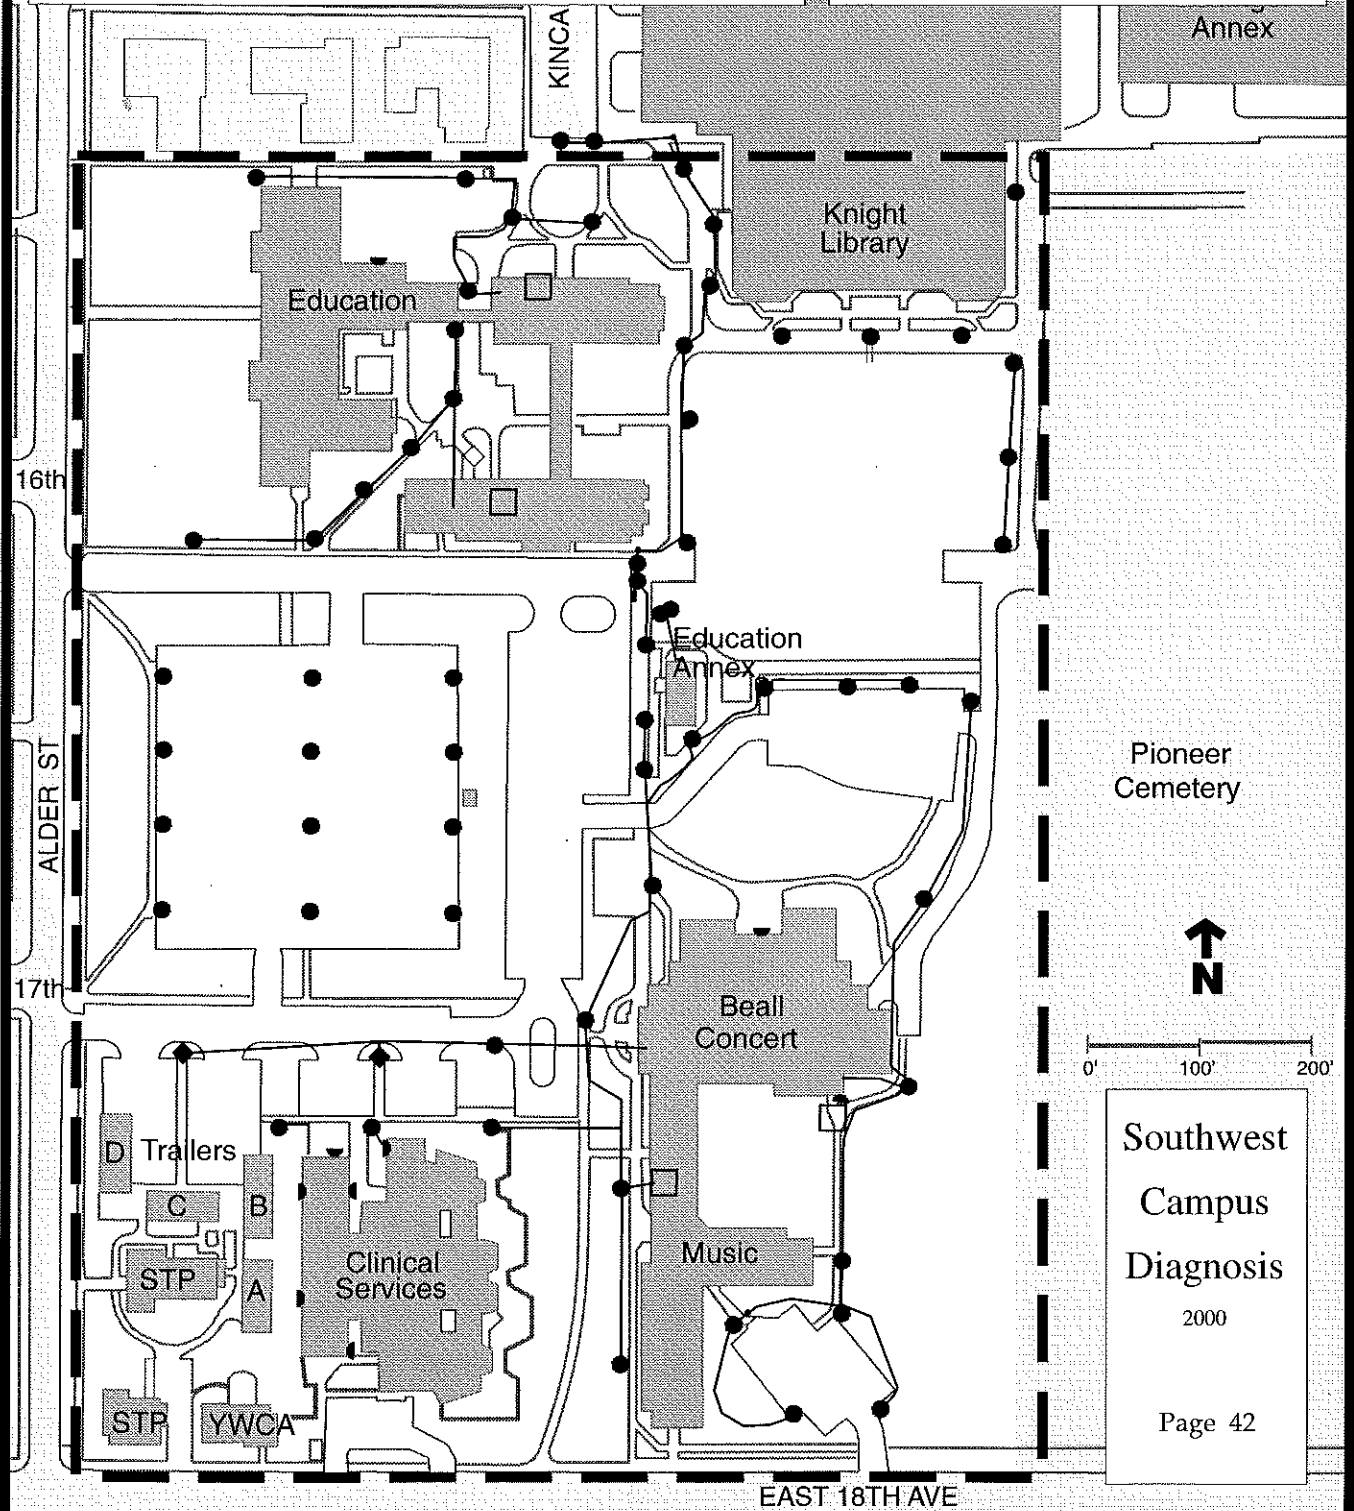 KINCA
Annex
Knight
Library
Education
16th
Education
Annex
ALDER ST
Pioneer
Cemetery
N
17th
Beall
Concert
0' 100' 200'
D Trailers
C
B
STP
A
Clinical
Services
Music
STP
YWCA
Southwest
Campus
Diagnosis
2000
Page 42
EAST 18TH AVE